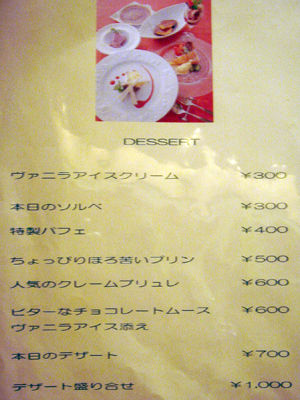 DESSERT
ヴァニラアイスクリーム ¥300
本日のソルベ ¥300
特製パフェ ¥400
ちょっぴりほろ苦いプリン ¥500
人気のクレームブリュレ ¥600
ビターなチョコレートムース ¥600
ヴァニラアイス添え
本日のデザート ¥700
デザート盛り合せ ¥1,000